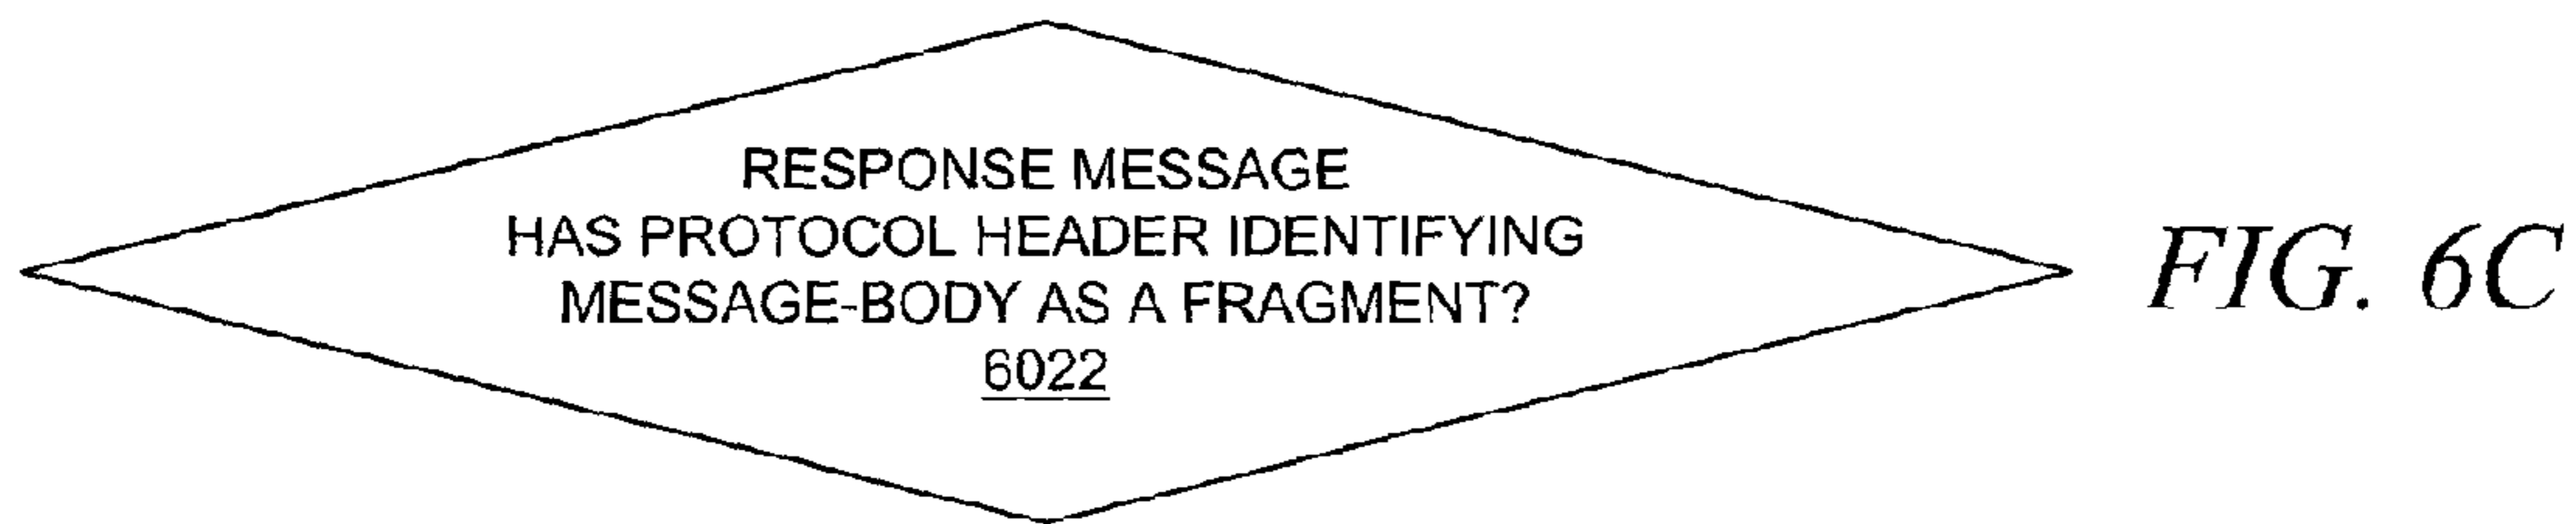 RESPONSE MESSAGE
HAS PROTOCOL HEADER IDENTIFYING
MESSAGE-BODY AS A FRAGMENT?
6022
FIG. 6C